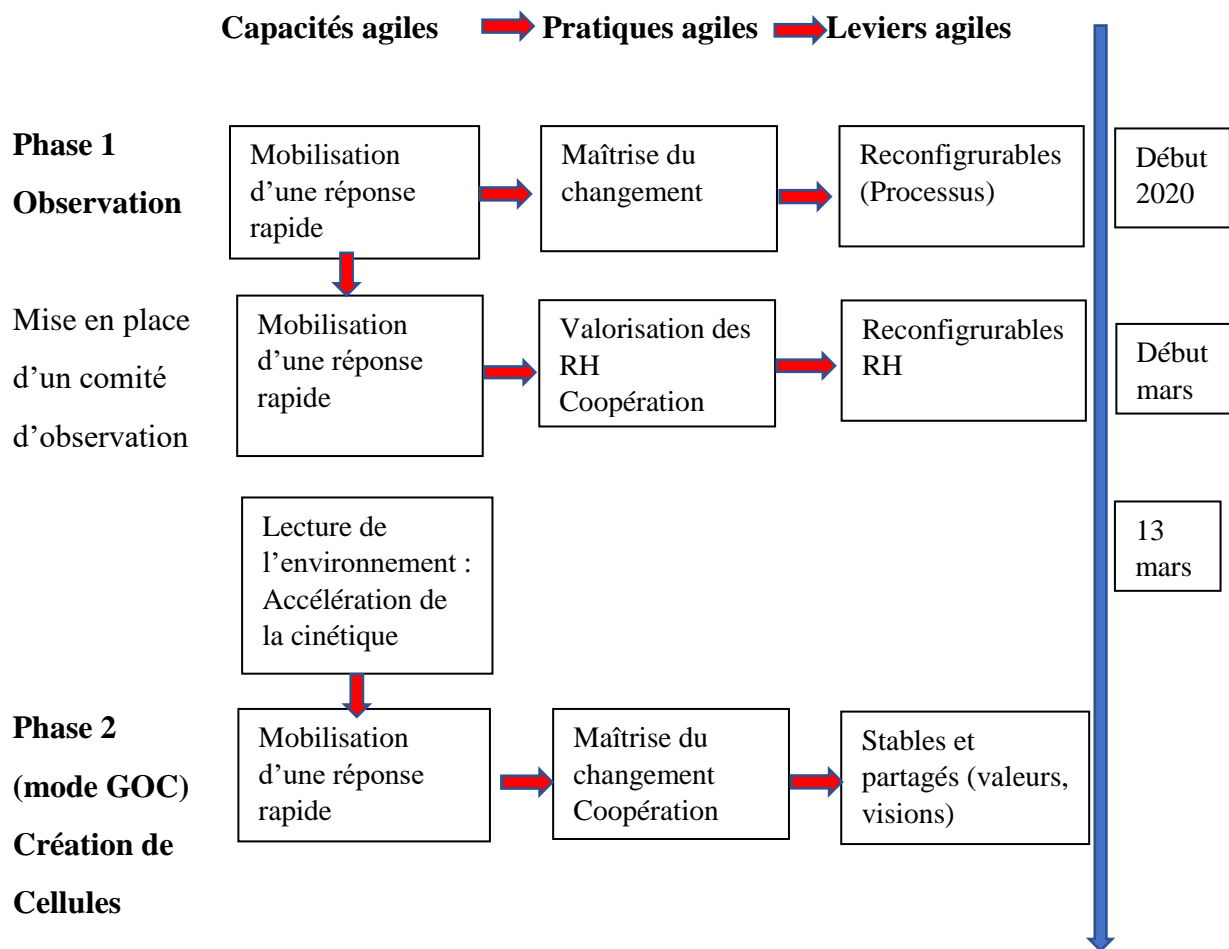 Capacités agiles Pratiques agiles Leviers agiles
Phase 1
Observation
Mobilisation
d’une réponse
rapide
Maîtrise du
changement
Reconfigrurables
(Processus)
Début
2020
Mise en place
d’un comité
d’observation
Mobilisation
d’une réponse
rapide
Valorisation des
RH
Coopération
Reconfigrurables
RH
Début
mars
Lecture de
l’environnement :
Accélération de
la cinétique
13
mars
Phase 2
(mode GOC)
Création de
Cellules
Mobilisation
d’une réponse
rapide
Maîtrise du
changement
Coopération
Stables et
partagés (valeurs,
visions)